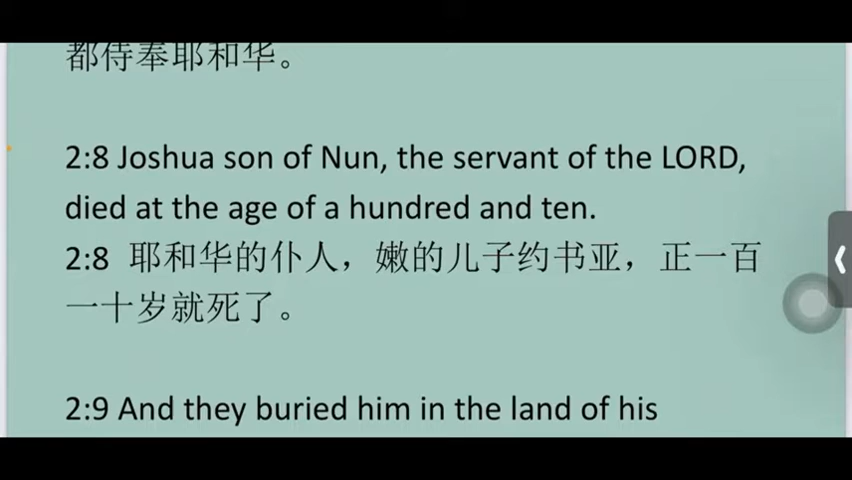 都侍奉耶和华。
2:8 Joshua son of Nun, the servant of the LORD,
died at the age of a hundred and ten.
2:8 耶和华的仆人，嫩的儿子约书亚，正一百
一十岁就死了。
2:9 And they buried him in the land of his